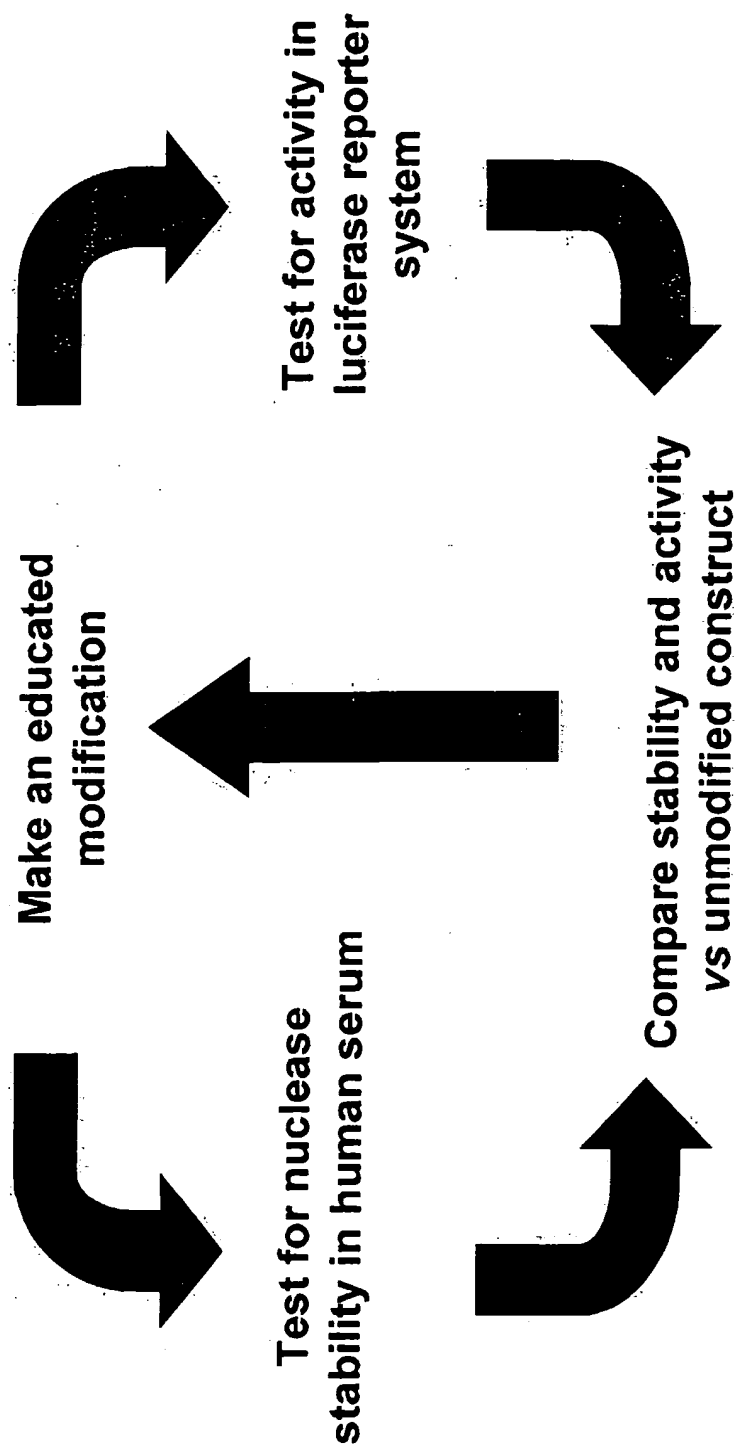 Make an educated
modification
Test for nuclease
stability in human serum
Test for activity in
luciferase reporter
system
Compare stability and activity
vs unmodified construct